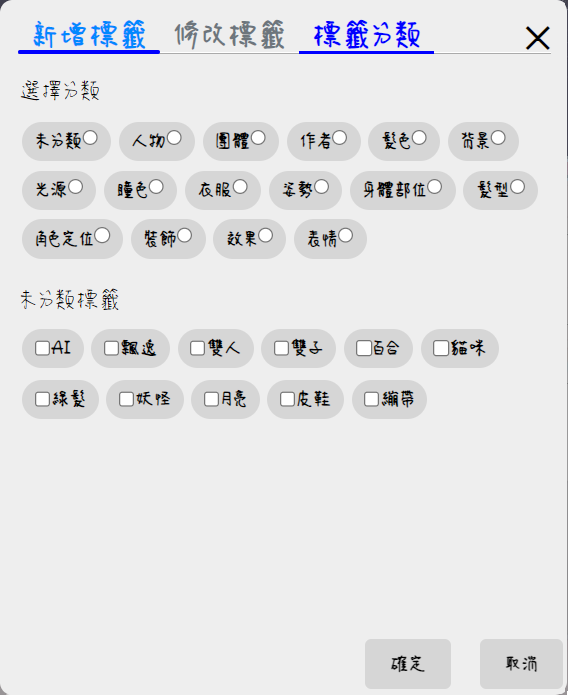 新增標籤 修改標籤 標籤分類
選擇分類
未分類 人物 團體 作者 髮色 背景
光源 瞳色 衣服 姿勢 身體部位 髮型
角色定位 裝飾 效果 表情
未分類標籤
AI 飄逸 雙人 雙子 百合 貓咪
綠髮 妖怪 月亮 皮鞋 繃帶
確定 取消